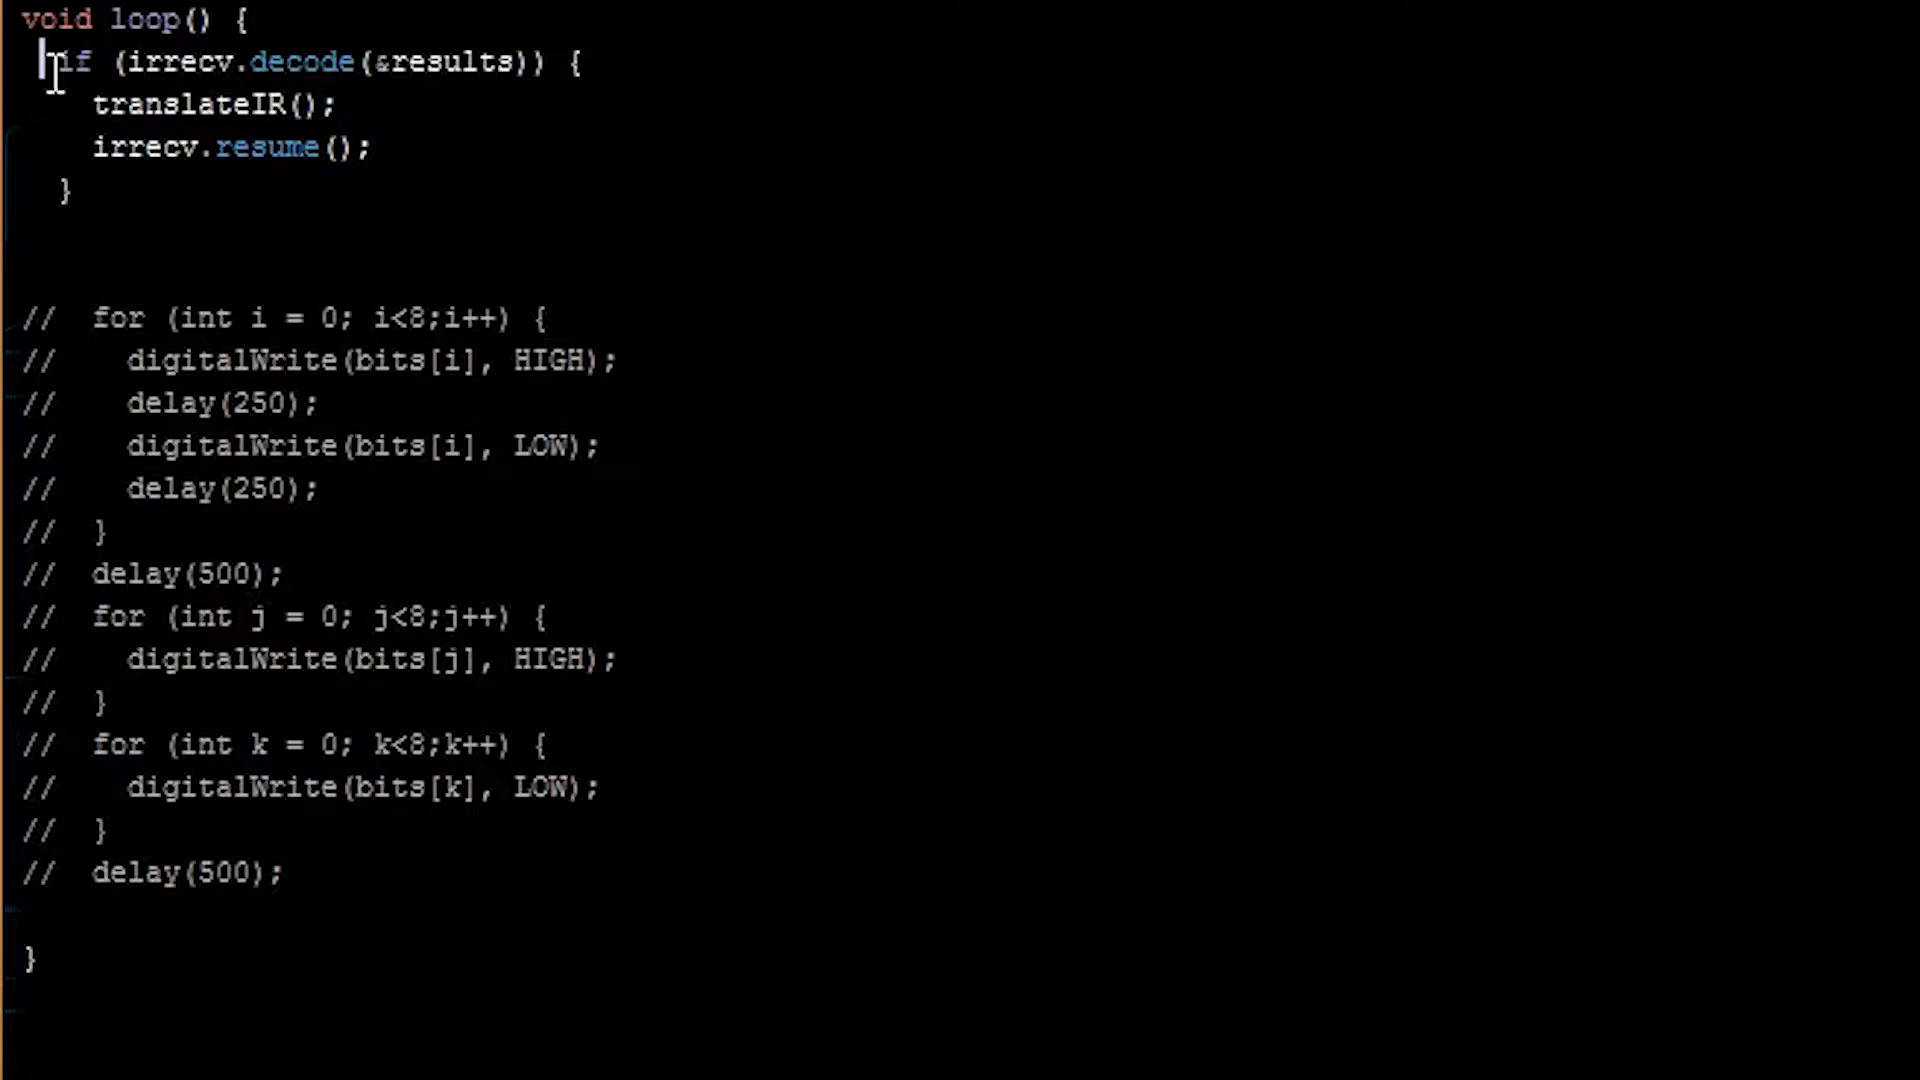 void loop() {
  if (irrecv.decode(&results)) {
    translateIR();
    irrecv.resume();
  }
//  for (int i = 0; i<8;i++) {
//    digitalWrite(bits[i], HIGH);
//    delay(250);
//    digitalWrite(bits[i], LOW);
//    delay(250);
//  }
//  delay(500);
//  for (int j = 0; j<8;j++) {
//    digitalWrite(bits[j], HIGH);
//  }
//  for (int k = 0; k<8;k++) {
//    digitalWrite(bits[k], LOW);
//  }
//  delay(500);
}